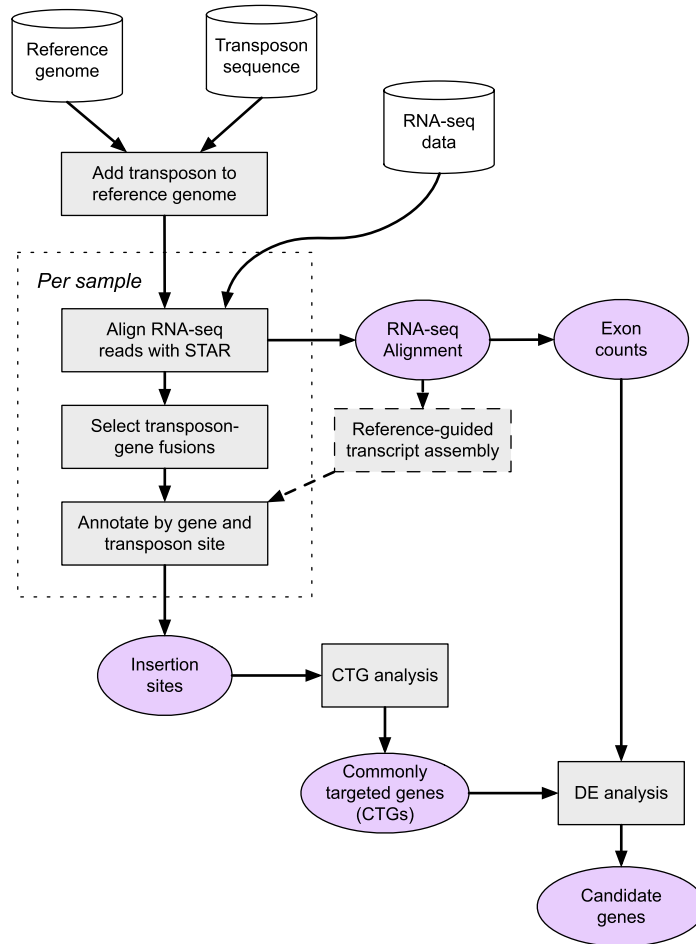 Reference
genome
Transposon
sequence
RNA-seq
data
Add transposon to
reference genome
Per sample
Align RNA-seq
reads with STAR
RNA-seq
Alignment
Exon
counts
Select transposon-
gene fusions
Reference-guided
transcript assembly
Annotate by gene and
transposon site
Insertion
sites
CTG analysis
Commonly
targeted genes
(CTGs)
DE analysis
Candidate
genes